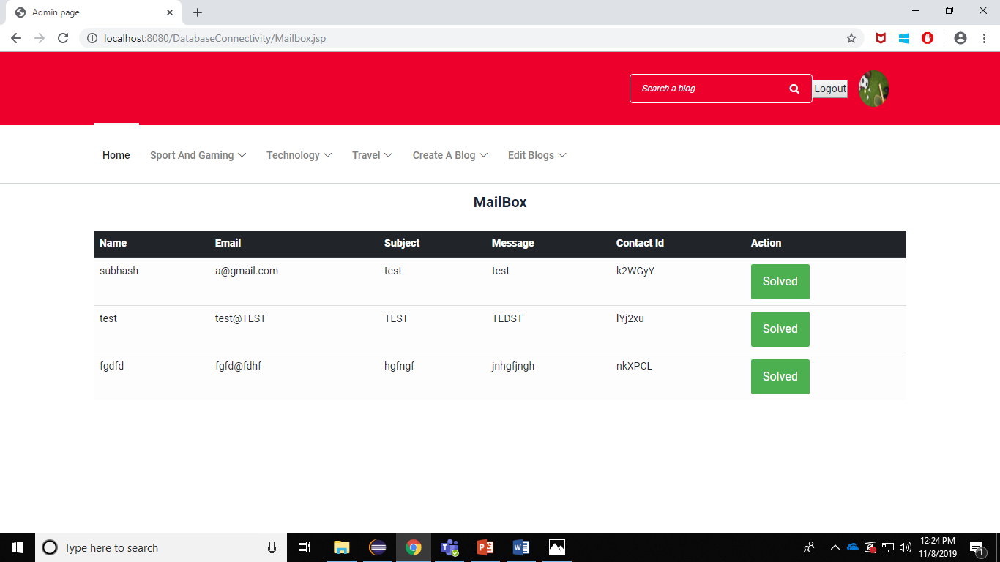 Admin page
localhost:8080/DatabaseConnectivity/Mailbox.jsp
Search a blog
Logout
Home Sport And Gaming Technology Travel Create A Blog Edit Blogs
MailBox
Name Email Subject Message Contact Id Action
subhash a@gmail.com test test k2WGyY Solved
test test@TEST TEST TEDST lYj2xu Solved
fgdfd fgfd@fdhf hgfngf jnhgfjngh nkXPCL Solved
Type here to search
12:24 PM
11/8/2019
1